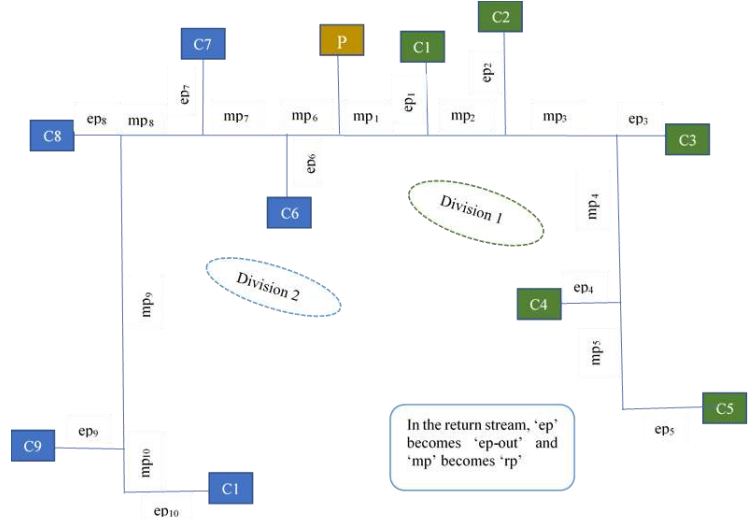 C2
C7
P
C1
ep₂
ep₇
ep₁
ep₈
mp₈
mp₇
mp₆
mp₁
mp₂
mp₃
ep₃
C8
C3
ep₆
mp₄
C6
Division 1
Division 2
mp₉
ep₄
C4
mp₅
C5
ep₅
In the return stream, 'ep'
becomes 'ep-out' and
'mp' becomes 'rp'
ep₉
C9
mp₁₀
C1
ep₁₀